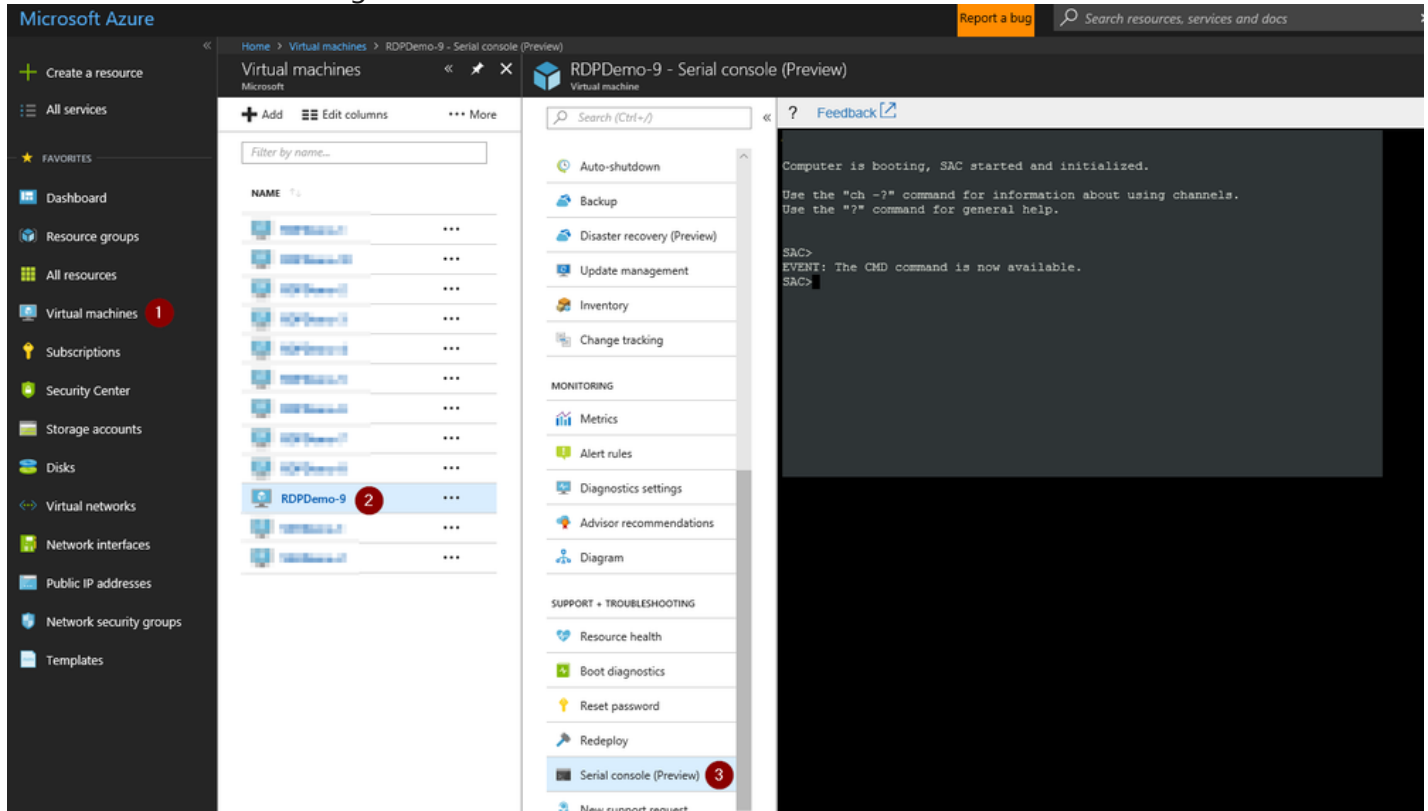 Microsoft Azure
Report a bug
Search resources, services and docs
Home > Virtual machines > RDPDemo-9 - Serial console (Preview)
Create a resource
All services
FAVORITES
Dashboard
Resource groups
All resources
Virtual machines 1
Subscriptions
Security Center
Storage accounts
Disks
Virtual networks
Network interfaces
Public IP addresses
Network security groups
Templates
Virtual machines
Microsoft
Add Edit columns More
Filter by name...
NAME
RDPDemo-9 2
RDPDemo-9 - Serial console (Preview)
Virtual machine
Search (Ctrl+/)
Auto-shutdown
Backup
Disaster recovery (Preview)
Update management
Inventory
Change tracking
MONITORING
Metrics
Alert rules
Diagnostics settings
Advisor recommendations
Diagram
SUPPORT + TROUBLESHOOTING
Resource health
Boot diagnostics
Reset password
Redeploy
Serial console (Preview) 3
New support request
? Feedback
Computer is booting, SAC started and initialized.
Use the "ch -?" command for information about using channels.
Use the "?" command for general help.
SAC>
EVENT: The CMD command is now available.
SAC>